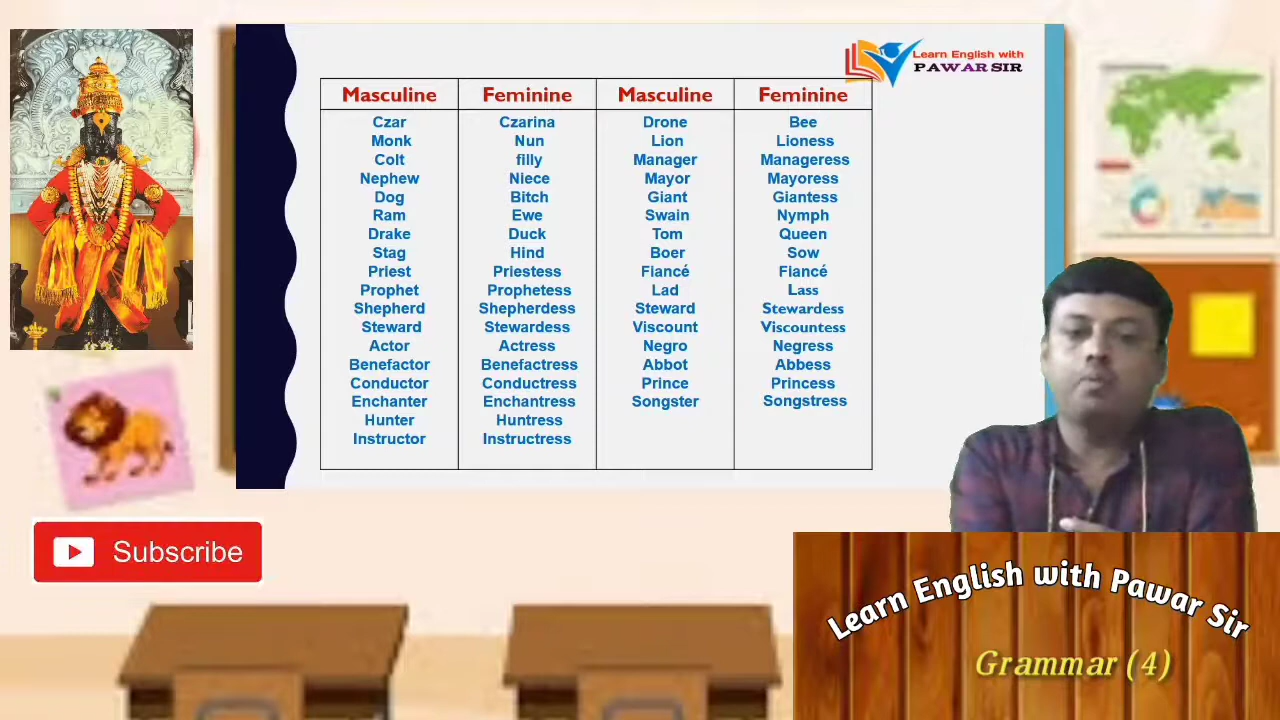 Learn English with
PAWAR SIR
Masculine Feminine Masculine Feminine
Czar Czarina Drone Bee
Monk Nun Lion Lioness
Colt filly Manager Manageress
Nephew Niece Mayor Mayoress
Dog Bitch Giant Giantess
Ram Ewe Swain Nymph
Drake Duck Tom Queen
Stag Hind Boer Sow
Priest Priestess Fiancé Fiancé
Prophet Prophetess Lad Lass
Shepherd Shepherdess Steward Stewardess
Steward Stewardess Viscount Viscountess
Actor Actress Negro Negress
Benefactor Benefactress Abbot Abbess
Conductor Conductress Prince Princess
Enchanter Enchantress Songster Songstress
Hunter Huntress
Instructor Instructress
Subscribe
Learn English with Pawar Sir
Grammar (4)